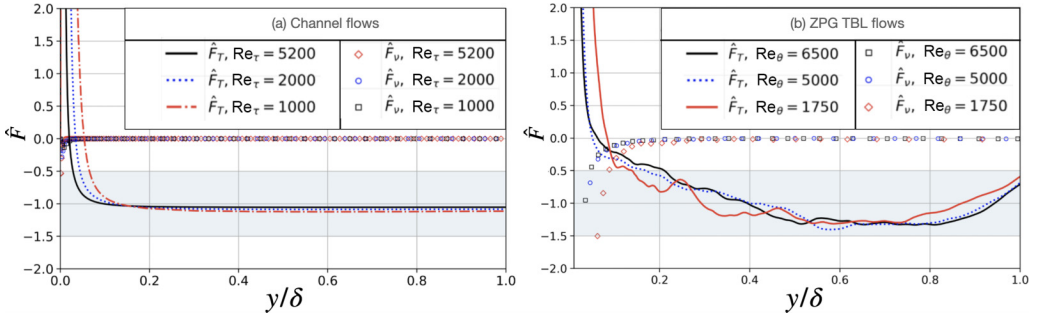 (a) Channel flows
F̂_T, Re_τ = 5200
F̂_T, Re_τ = 2000
F̂_T, Re_τ = 1000
F̂_ν, Re_τ = 5200
F̂_ν, Re_τ = 2000
F̂_ν, Re_τ = 1000
2.0
1.5
1.0
0.5
0.0
−0.5
−1.0
−1.5
−2.0
F̂
0.0 0.2 0.4 0.6 0.8 1.0
y/δ
(b) ZPG TBL flows
F̂_T, Re_θ = 6500
F̂_T, Re_θ = 5000
F̂_T, Re_θ = 1750
F̂_ν, Re_θ = 6500
F̂_ν, Re_θ = 5000
F̂_ν, Re_θ = 1750
2.0
1.5
1.0
0.5
0.0
−0.5
−1.0
−1.5
−2.0
F̂
0.2 0.4 0.6 0.8 1.0
y/δ